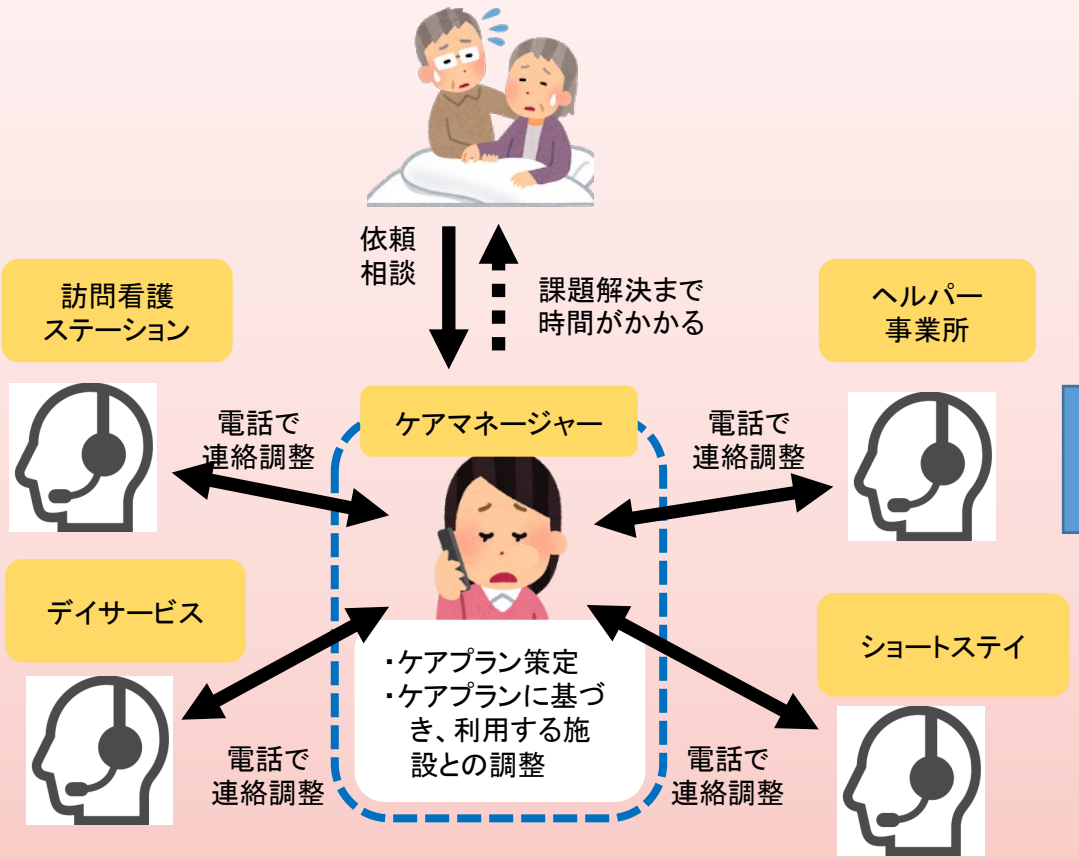 依頼
相談
課題解決まで
時間がかかる
訪問看護
ステーション
ヘルパー
事業所
電話で
連絡調整
ケアマネージャー
電話で
連絡調整
デイサービス
ショートステイ
・ケアプラン策定
・ケアプランに基づ
き、利用する施
設との調整
電話で
連絡調整
電話で
連絡調整